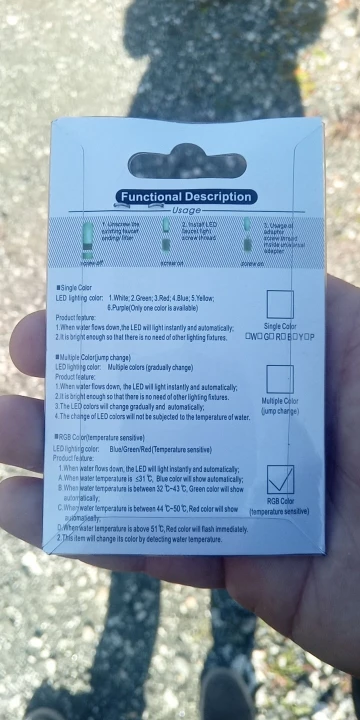 Functional Description
Usage
1. Unscrew the existing faucet ending/ filter
2. Install LED faucet light screw thread
3. Usage of adaptor screw thread inside universal adapter
screw off
screw on
screw on
■Single Color
LED lighting color: 1.White; 2.Green; 3.Red; 4.Blue; 5.Yellow;
6.Purple(Only one color is available)
Product feature:
1.When water flows down,the LED will light instantly and automatically;
2.It is bright enough so that there is no need of other lighting fixtures.
Single Color
□W□G□R□B□Y□P
■Multiple Color(jump change)
LED lighting color: Multiple colors (gradually change)
Product feature:
1.When water flows down, the LED will light instantly and automatically;
2.It is bright enough so that there is no need of other lighting fixtures.
3.The LED colors will change gradually and automatically;
4.The change of LED colors will not be subjected to the temperature of water.
Multiple Color
(jump change)
■RGB Color(temperature sensitive)
LED lighting color: Blue/Green/Red(Temperature sensitive)
Product feature:
1.When water flows down, the LED will light instantly and automatically;
A.When water temperature is ≤31℃, Blue color will show automatically;
B.When water temperature is between 32℃~43℃, Green color will show
automatically;
C.When water temperature is between 44℃~50℃, Red color will show
automatically;
D.When water temperature is above 51℃,Red color will flash immediately.
2.This item will change its color by detecting water temperature.
RGB Color
(temperature sensitive)